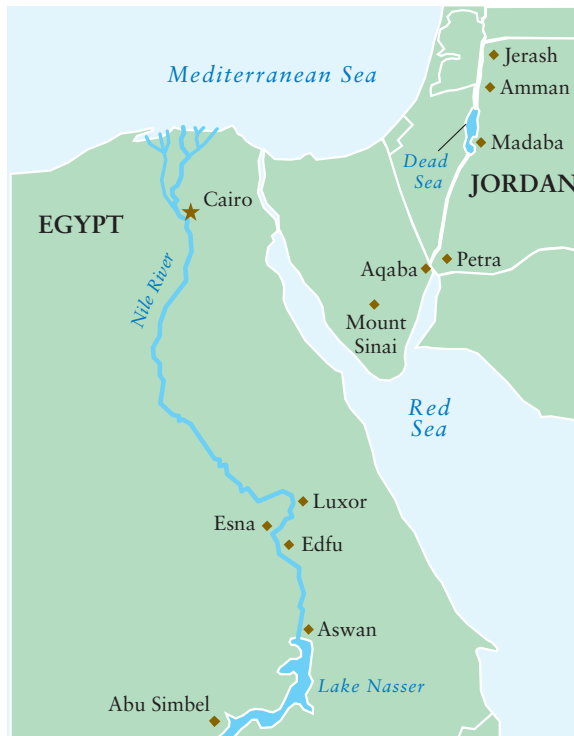 Mediterranean Sea
Jerash
Amman
Dead
Sea
Madaba
JORDAN
EGYPT
Cairo
Nile River
Aqaba
Petra
Mount
Sinai
Red
Sea
Luxor
Esna
Edfu
Aswan
Lake Nasser
Abu Simbel